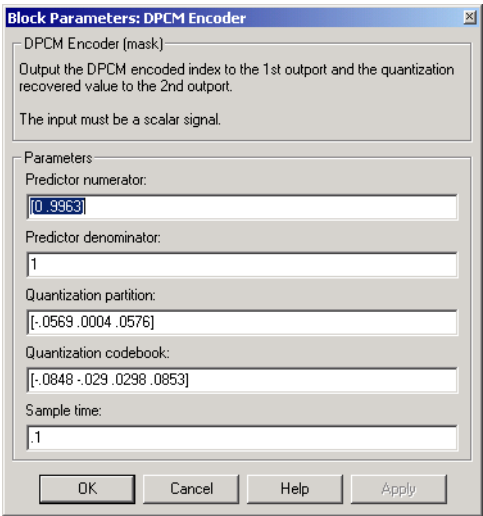 Block Parameters: DPCM Encoder
DPCM Encoder (mask)
Output the DPCM encoded index to the 1st outport and the quantization
recovered value to the 2nd outport.
The input must be a scalar signal.
Parameters
Predictor numerator:
[0 .9963]
Predictor denominator:
1
Quantization partition:
[-.0569 .0004 .0576]
Quantization codebook:
[-.0848 -.029 .0298 .0853]
Sample time:
.1
OK Cancel Help Apply